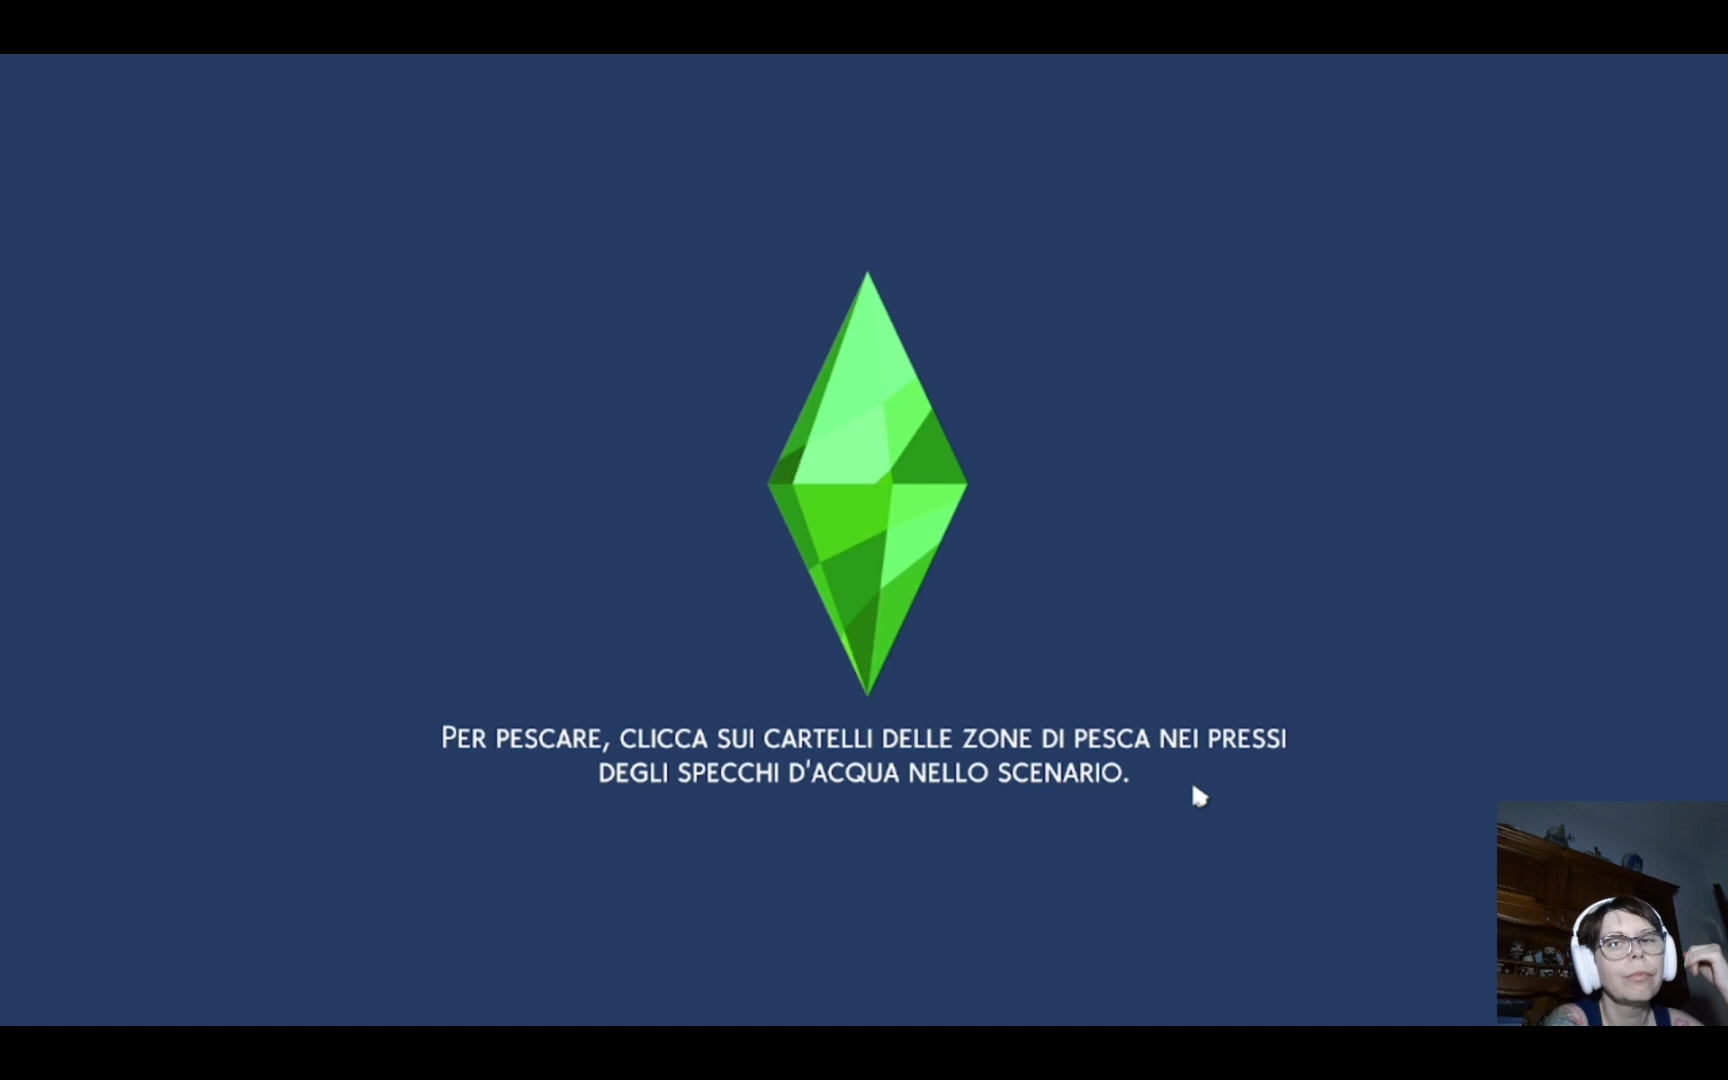 Per pescare, clicca sui cartelli delle zone di pesca nei pressi
degli specchi d'acqua nello scenario.